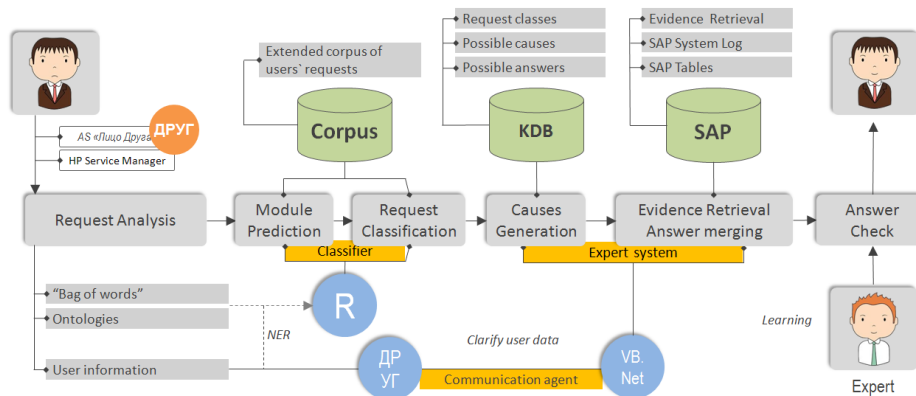 Request classes
Possible causes
Possible answers
Evidence Retrieval
SAP System Log
SAP Tables
Extended corpus of
users` requests
Corpus
KDB
SAP
AS «Лицо Друга
ДРУГ
HP Service Manager
Request Analysis
Module
Prediction
Request
Classification
Causes
Generation
Evidence Retrieval
Answer merging
Answer
Check
Classifier
Expert system
"Bag of words"
Ontologies
User information
NER
R
ДР
УГ
Clarify user data
Communication agent
VB.
Net
Learning
Expert